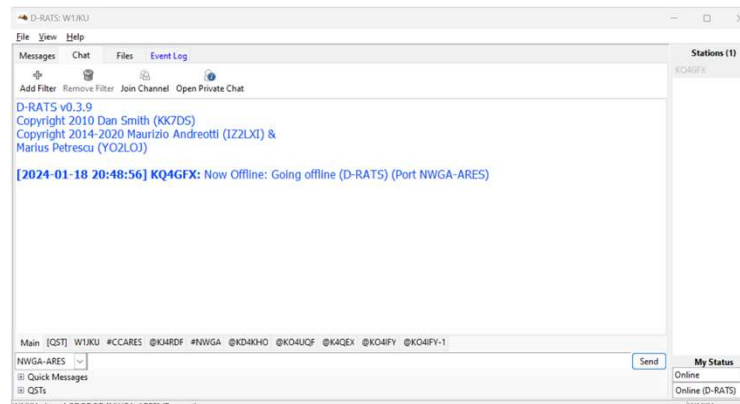 D-RATS: W1JKU
File View Help
Messages Chat Files Event Log
Stations (1)
KQ4GFX
Add Filter Remove Filter Join Channel Open Private Chat
D-RATS v0.3.9
Copyright 2010 Dan Smith (KK7DS)
Copyright 2014-2020 Maurizio Andreotti (IZ2LXI) &
Marius Petrescu (YO2LOJ)
[2024-01-18 20:48:56] KQ4GFX: Now Offline: Going offline (D-RATS) (Port NWGA-ARES)
Main [QST] W1JKU #CCARES @KJ4RDF #NWGA @KD4KHO @KO4UQF @K4QEX @KO4IFY @KO4IFY-1
NWGA-ARES Send
My Status
Quick Messages
Online
QSTs
Online (D-RATS)